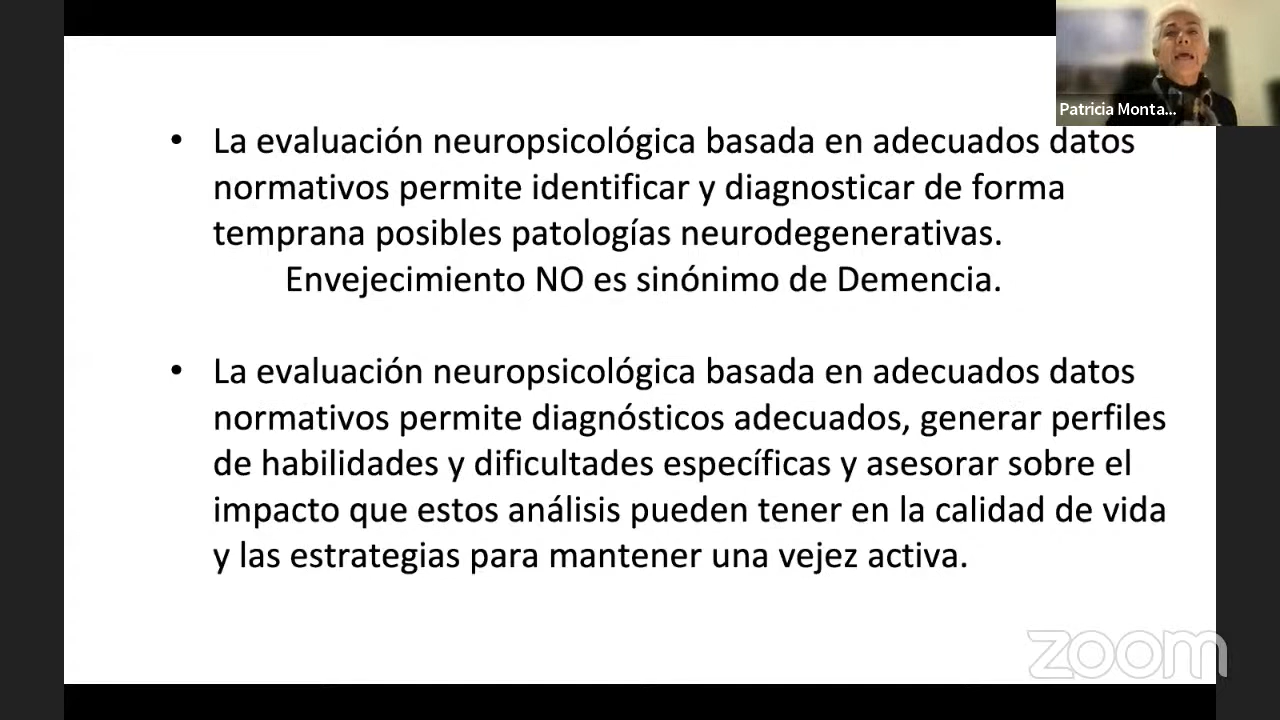 Patricia Monta...
• La evaluación neuropsicológica basada en adecuados datos
normativos permite identificar y diagnosticar de forma
temprana posibles patologías neurodegenerativas.
Envejecimiento NO es sinónimo de Demencia.
• La evaluación neuropsicológica basada en adecuados datos
normativos permite diagnósticos adecuados, generar perfiles
de habilidades y dificultades específicas y asesorar sobre el
impacto que estos análisis pueden tener en la calidad de vida
y las estrategias para mantener una vejez activa.
zoom